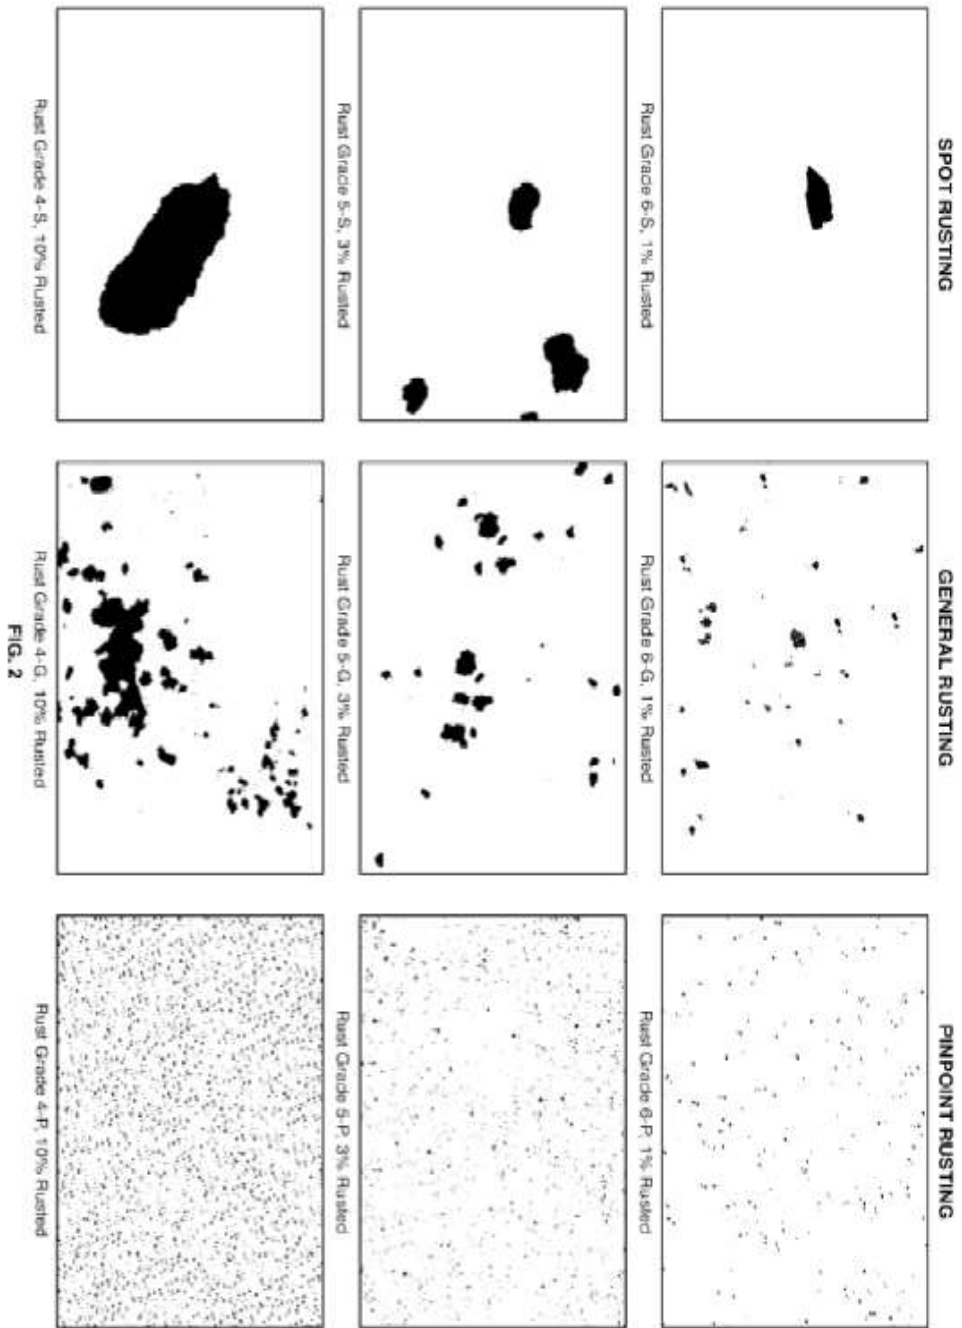 SPOT RUSTING
GENERAL RUSTING
PINPOINT RUSTING
Rust Grade 6-S, 1% Rusted
Rust Grade 6-G, 1% Rusted
Rust Grade 6-P, 1% Rusted
Rust Grade 5-S, 3% Rusted
Rust Grade 5-G, 3% Rusted
Rust Grade 5-P, 3% Rusted
Rust Grade 4-S, 10% Rusted
Rust Grade 4-G, 10% Rusted
Rust Grade 4-P, 10% Rusted
FIG. 2